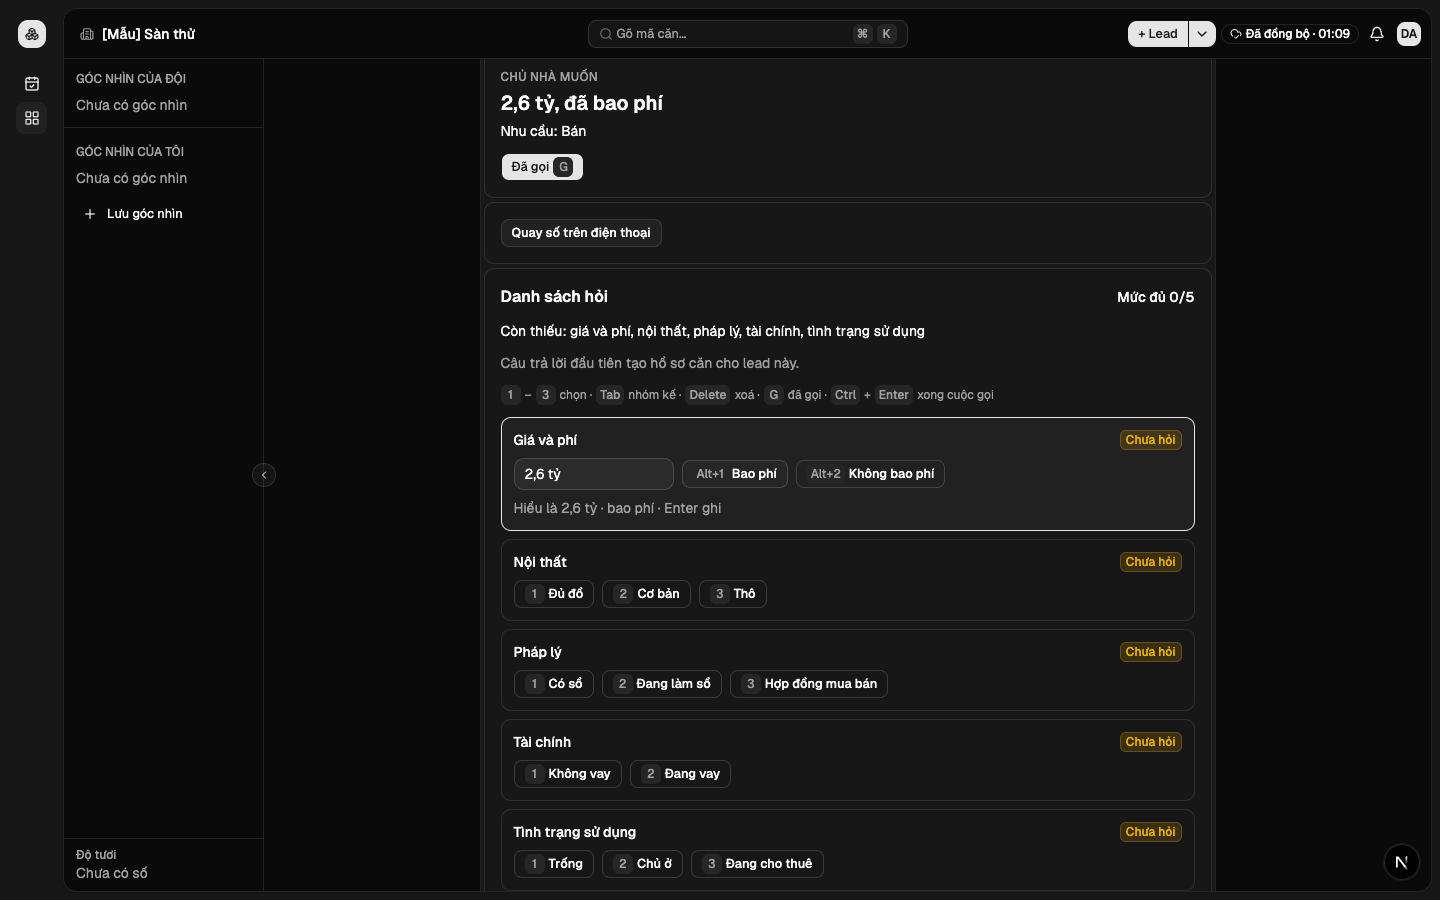 [Mẫu] Sàn thử
Gõ mã căn...
⌘ K
+ Lead
Đã đồng bộ · 01:09
DA
GÓC NHÌN CỦA ĐỘI
Chưa có góc nhìn
GÓC NHÌN CỦA TÔI
Chưa có góc nhìn
+ Lưu góc nhìn
Độ tươi
Chưa có số
CHỦ NHÀ MUỐN
2,6 tỷ, đã bao phí
Nhu cầu: Bán
Đã gọi G
Quay số trên điện thoại
Danh sách hỏi
Mức đủ 0/5
Còn thiếu: giá và phí, nội thất, pháp lý, tài chính, tình trạng sử dụng
Câu trả lời đầu tiên tạo hồ sơ căn cho lead này.
1 – 3 chọn · Tab nhóm kế · Delete xoá · G đã gọi · Ctrl + Enter xong cuộc gọi
Giá và phí
Chưa hỏi
2,6 tỷ
Alt+1 Bao phí
Alt+2 Không bao phí
Hiểu là 2,6 tỷ · bao phí · Enter ghi
Nội thất
Chưa hỏi
1 Đủ đồ
2 Cơ bản
3 Thô
Pháp lý
Chưa hỏi
1 Có sổ
2 Đang làm sổ
3 Hợp đồng mua bán
Tài chính
Chưa hỏi
1 Không vay
2 Đang vay
Tình trạng sử dụng
Chưa hỏi
1 Trống
2 Chủ ở
3 Đang cho thuê
N